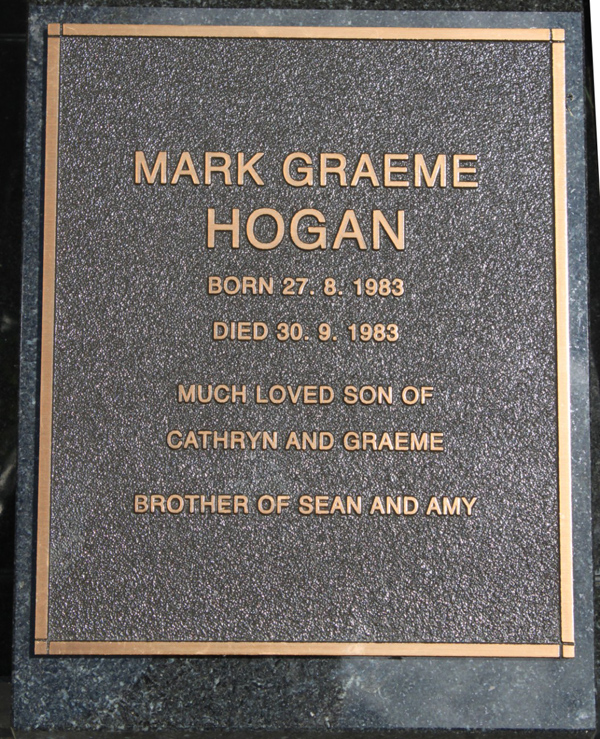 MARK GRAEME
HOGAN
BORN 27. 8. 1983
DIED 30. 9. 1983
MUCH LOVED SON OF
CATHRYN AND GRAEME
BROTHER OF SEAN AND AMY